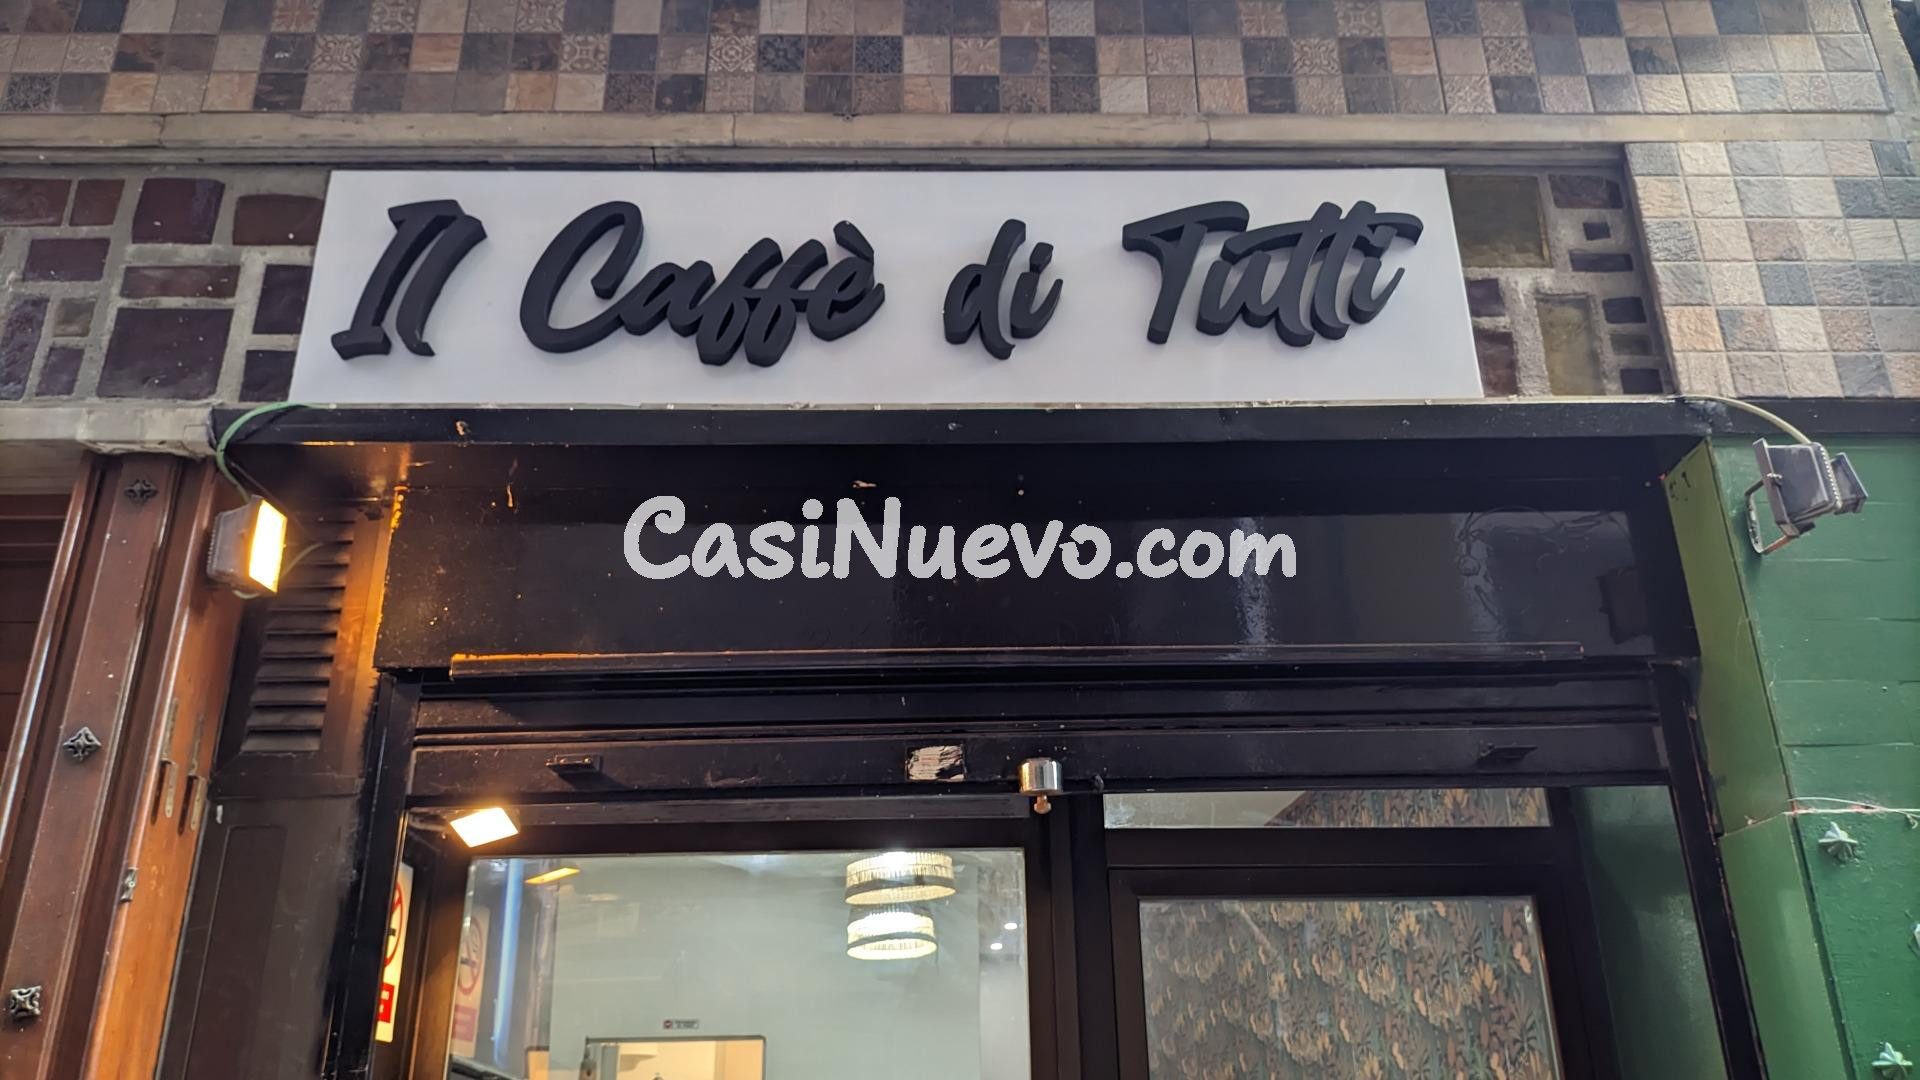 Il Caffè di Tutti
CasiNuevo.com